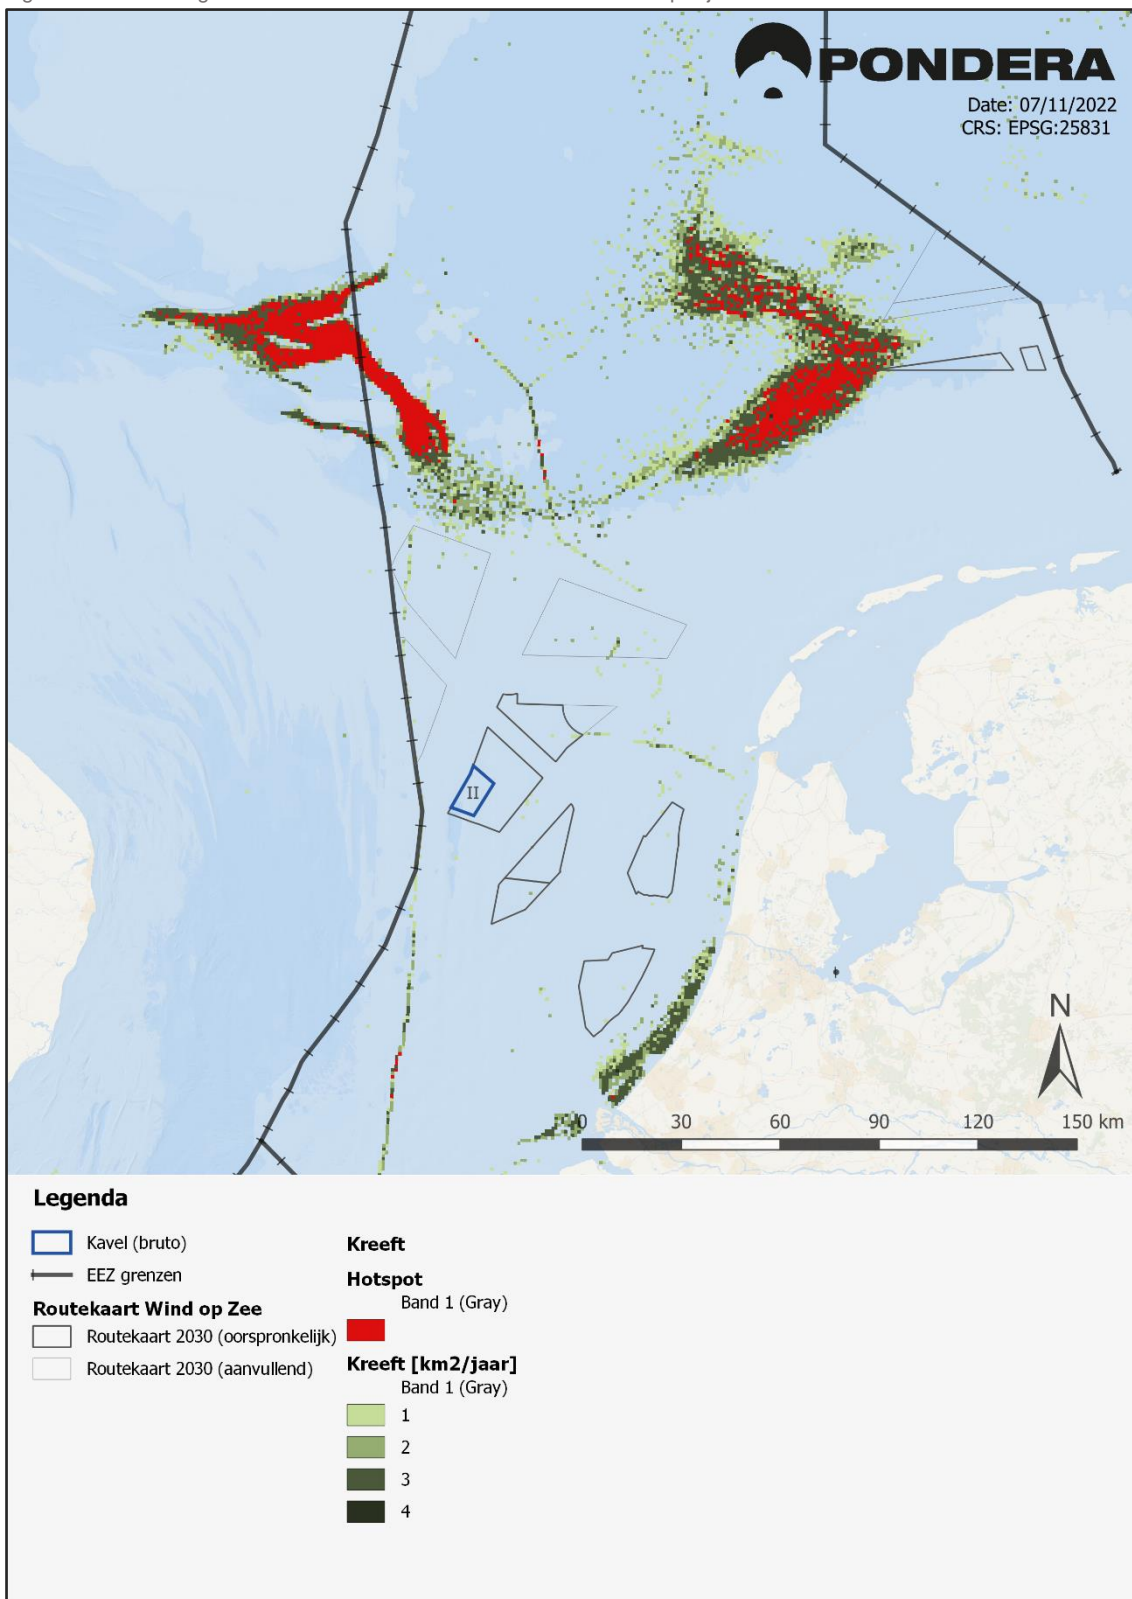 PONDERA
Date: 07/11/2022
CRS: EPSG:25831
II
N
0 30 60 90 120 150 km
Legenda
Kavel (bruto)
EEZ grenzen
Routekaart Wind op Zee
Routekaart 2030 (oorspronkelijk)
Routekaart 2030 (aanvullend)
Kreeft
Hotspot
Band 1 (Gray)
Kreeft [km2/jaar]
Band 1 (Gray)
1
2
3
4